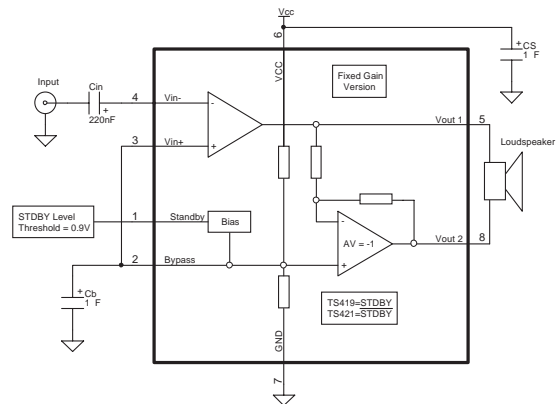 Vcc
6
CS
+
1 F
VCC
Fixed Gain
Version
Input
Cin
+
220nF
4
Vin-
-
+
Vout 1
5
3
Vin+
Loudspeaker
STDBY Level
Threshold = 0.9V
1
Standby
Bias
-
AV = -1
+
Vout 2
8
2
Bypass
+
Cb
1 F
TS419=STDBY
TS421=STDBY
GND
7